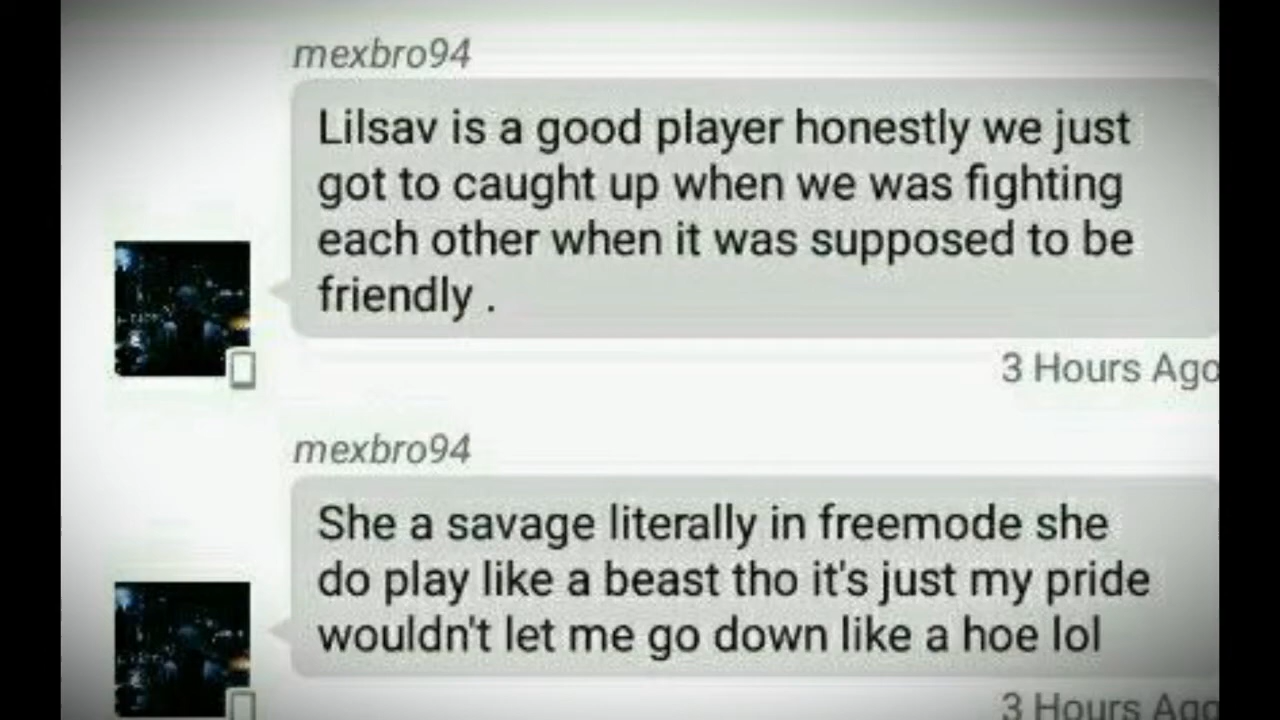 mexbro94
Lilsav is a good player honestly we just
got to caught up when we was fighting
each other when it was supposed to be
friendly .
3 Hours Ago
mexbro94
She a savage literally in freemode she
do play like a beast tho it's just my pride
wouldn't let me go down like a hoe lol
3 Hours Ago